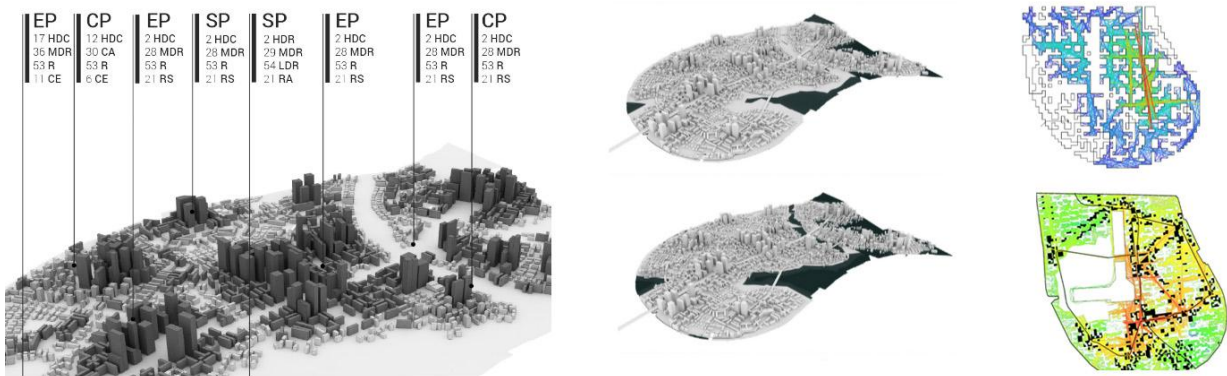 EP
17 HDC
36 MDR
53 R
11 CE
CP
12 HDC
30 CA
53 R
6 CE
EP
2 HDC
28 MDR
53 R
21 RS
SP
2 HDC
28 MDR
53 R
21 RS
SP
2 HDR
29 MDR
54 LDR
21 RA
EP
2 HDC
28 MDR
53 R
21 RS
EP
2 HDC
28 MDR
53 R
21 RS
CP
2 HDC
28 MDR
53 R
21 RS